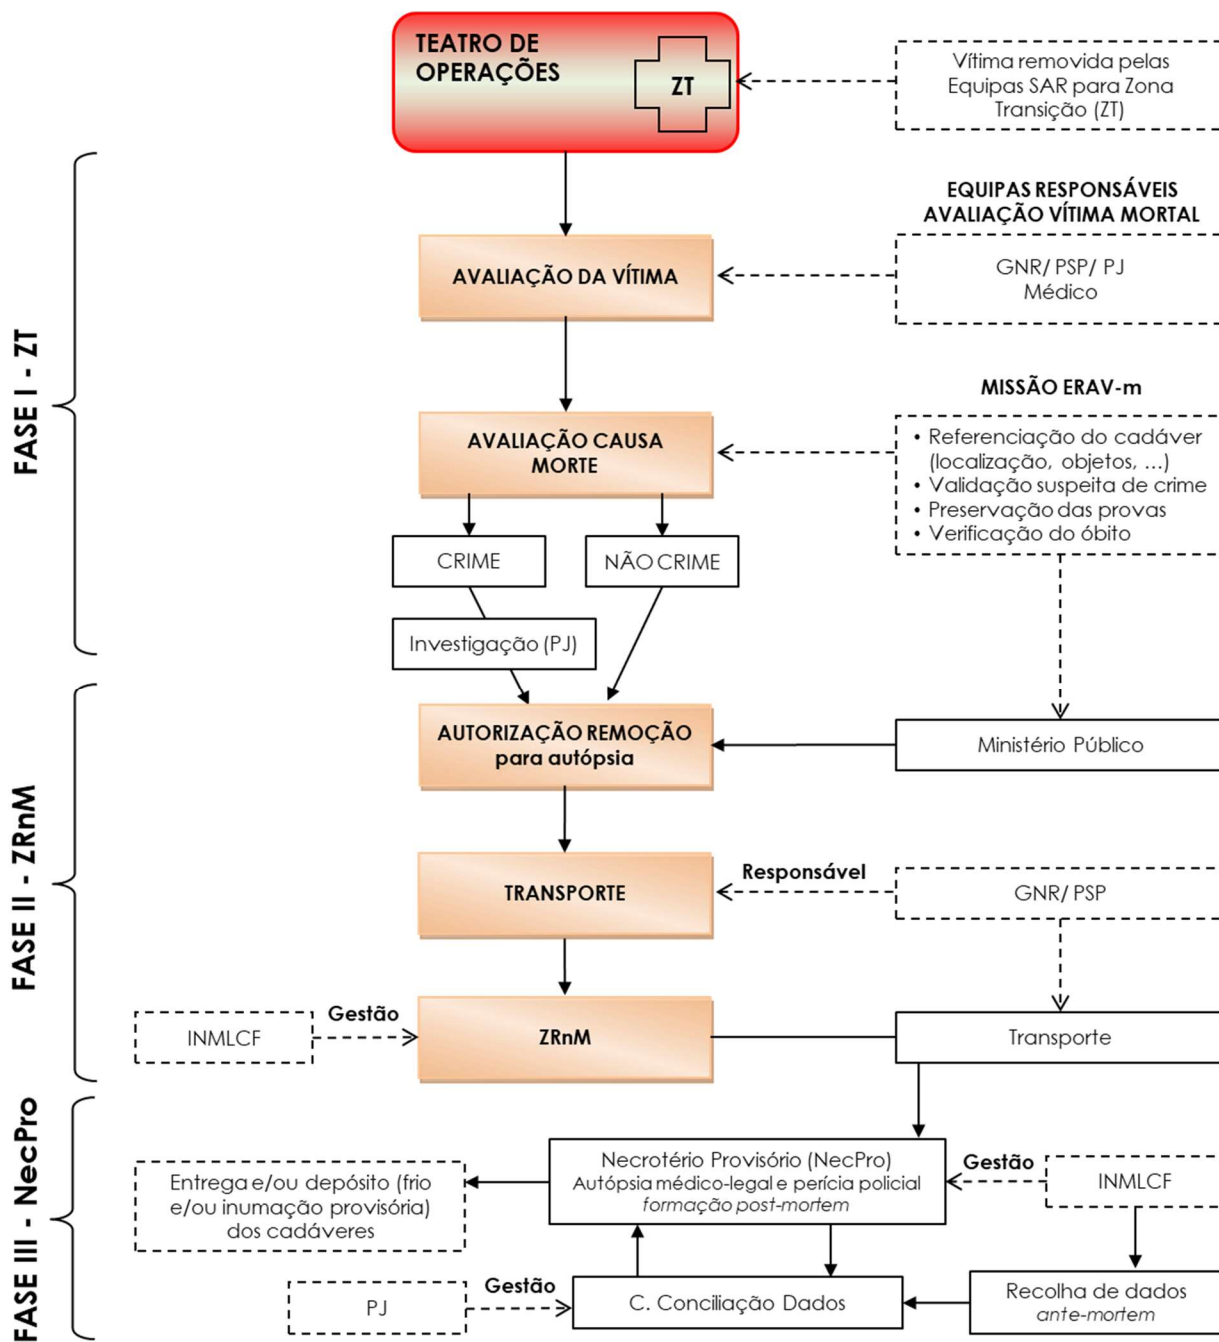 TEATRO DE
OPERAÇÕES
ZT
Vítima removida pelas
Equipas SAR para Zona
Transição (ZT)
FASE I - ZT
EQUIPAS RESPONSÁVEIS
AVALIAÇÃO VÍTIMA MORTAL
AVALIAÇÃO DA VÍTIMA
GNR/ PSP/ PJ
Médico
MISSÃO ERAV-m
AVALIAÇÃO CAUSA
MORTE
• Referenciação do cadáver
(localização, objetos, ...)
• Validação suspeita de crime
• Preservação das provas
• Verificação do óbito
CRIME
NÃO CRIME
Investigação (PJ)
FASE II - ZRnM
AUTORIZAÇÃO REMOÇÃO
para autópsia
Ministério Público
TRANSPORTE
Responsável
GNR/ PSP
INMLCF
Gestão
ZRnM
Transporte
FASE III - NecPro
Entrega e/ou depósito (frio
e/ou inumação provisória)
dos cadáveres
Necrotério Provisório (NecPro)
Autópsia médico-legal e perícia policial
formação post-mortem
Gestão
INMLCF
PJ
Gestão
C. Conciliação Dados
Recolha de dados
ante-mortem